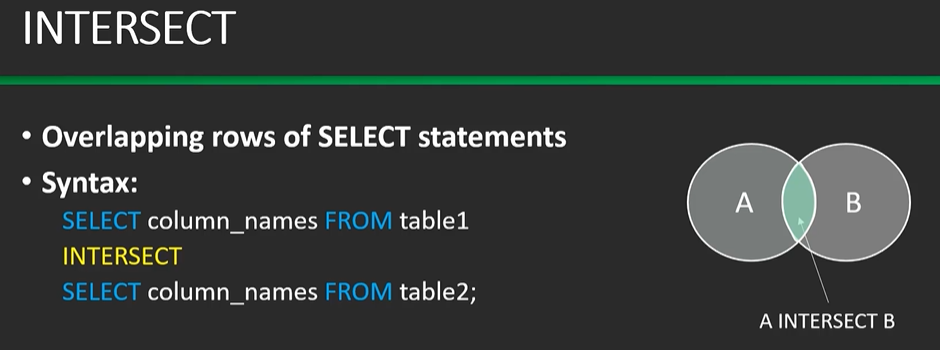 INTERSECT
• Overlapping rows of SELECT statements
• Syntax:
SELECT column_names FROM table1
INTERSECT
SELECT column_names FROM table2;
A
B
A INTERSECT B